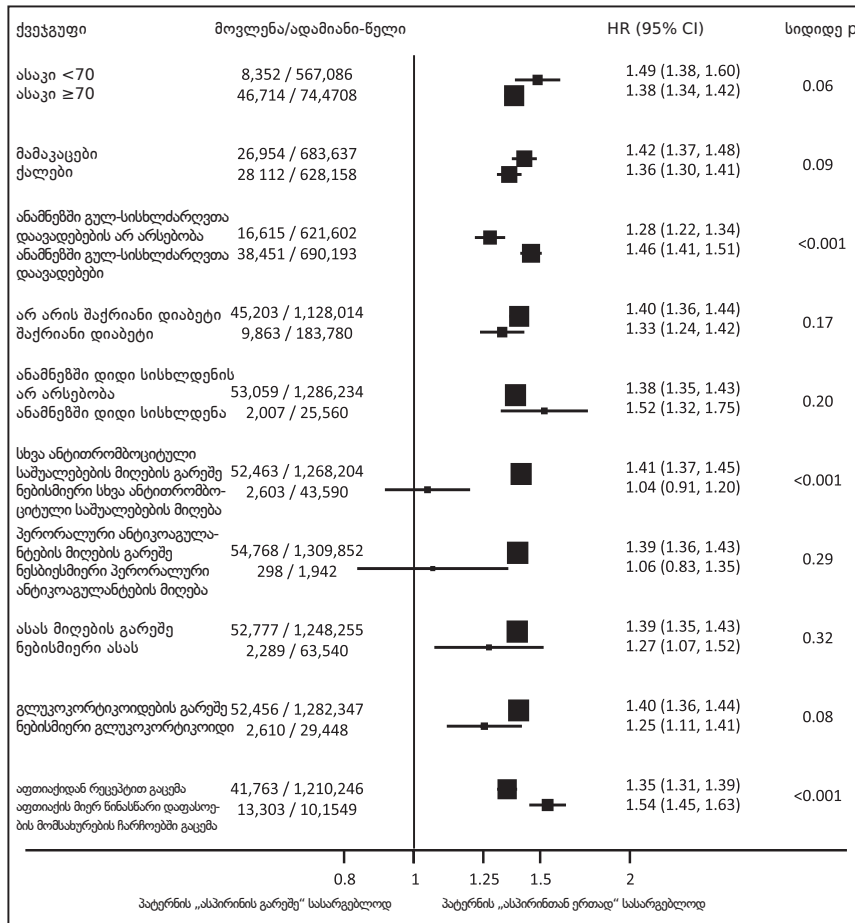 ქვეჯგუფი მოვლენა/ადამიანი-წელი HR (95% CI) სიდიდე p
ასაკი <70 8,352 / 567,086 1.49 (1.38, 1.60)
ასაკი ≥70 46,714 / 74,4708 1.38 (1.34, 1.42) 0.06
მამაკაცები 26,954 / 683,637 1.42 (1.37, 1.48)
ქალები 28 112 / 628,158 1.36 (1.30, 1.41) 0.09
ანამნეზში გულ-სისხლძარღვთა
დაავადებების არ არსებობა 16,615 / 621,602 1.28 (1.22, 1.34)
ანამნეზში გულ-სისხლძარღვთა 38,451 / 690,193 1.46 (1.41, 1.51) <0.001
დაავადებები
არ არის შაქრიანი დიაბეტი 45,203 / 1,128,014 1.40 (1.36, 1.44)
შაქრიანი დიაბეტი 9,863 / 183,780 1.33 (1.24, 1.42) 0.17
ანამნეზში დიდი სისხლდენის
არ არსებობა 53,059 / 1,286,234 1.38 (1.35, 1.43)
ანამნეზში დიდი სისხლდენა 2,007 / 25,560 1.52 (1.32, 1.75) 0.20
სხვა ანტითრომბოციტული
საშუალებების მიღების გარეშე 52,463 / 1,268,204 1.41 (1.37, 1.45)
ნებისმიერი სხვა ანტითრომბო- 2,603 / 43,590 1.04 (0.91, 1.20) <0.001
ციტული საშუალებების მიღება
პერორალური ანტიკოაგულა-
ნტების მიღების გარეშე 54,768 / 1,309,852 1.39 (1.36, 1.43)
ნესბიესმიერი პერორალური 298 / 1,942 1.06 (0.83, 1.35) 0.29
ანტიკოაგულანტების მიღება
ასას მიღების გარეშე 52,777 / 1,248,255 1.39 (1.35, 1.43)
ნებისმიერი ასას 2,289 / 63,540 1.27 (1.07, 1.52) 0.32
გლუკოკორტიკოიდების გარეშე 52,456 / 1,282,347 1.40 (1.36, 1.44)
ნებისმიერი გლუკოკორტიკოიდი 2,610 / 29,448 1.25 (1.11, 1.41) 0.08
აფთიაქიდან რეცეპტით გაცემა 41,763 / 1,210,246 1.35 (1.31, 1.39)
აფთიაქის მიერ წინასწარი დაფასოე- 13,303 / 10,1549 1.54 (1.45, 1.63) <0.001
ბის მომსახურების ჩარჩოებში გაცემა
0.8 1 1.25 1.5 2
პატერნის „ასპირინის გარეშე“ სასარგებლოდ პატერნის „ასპირინთან ერთად“ სასარგებლოდ